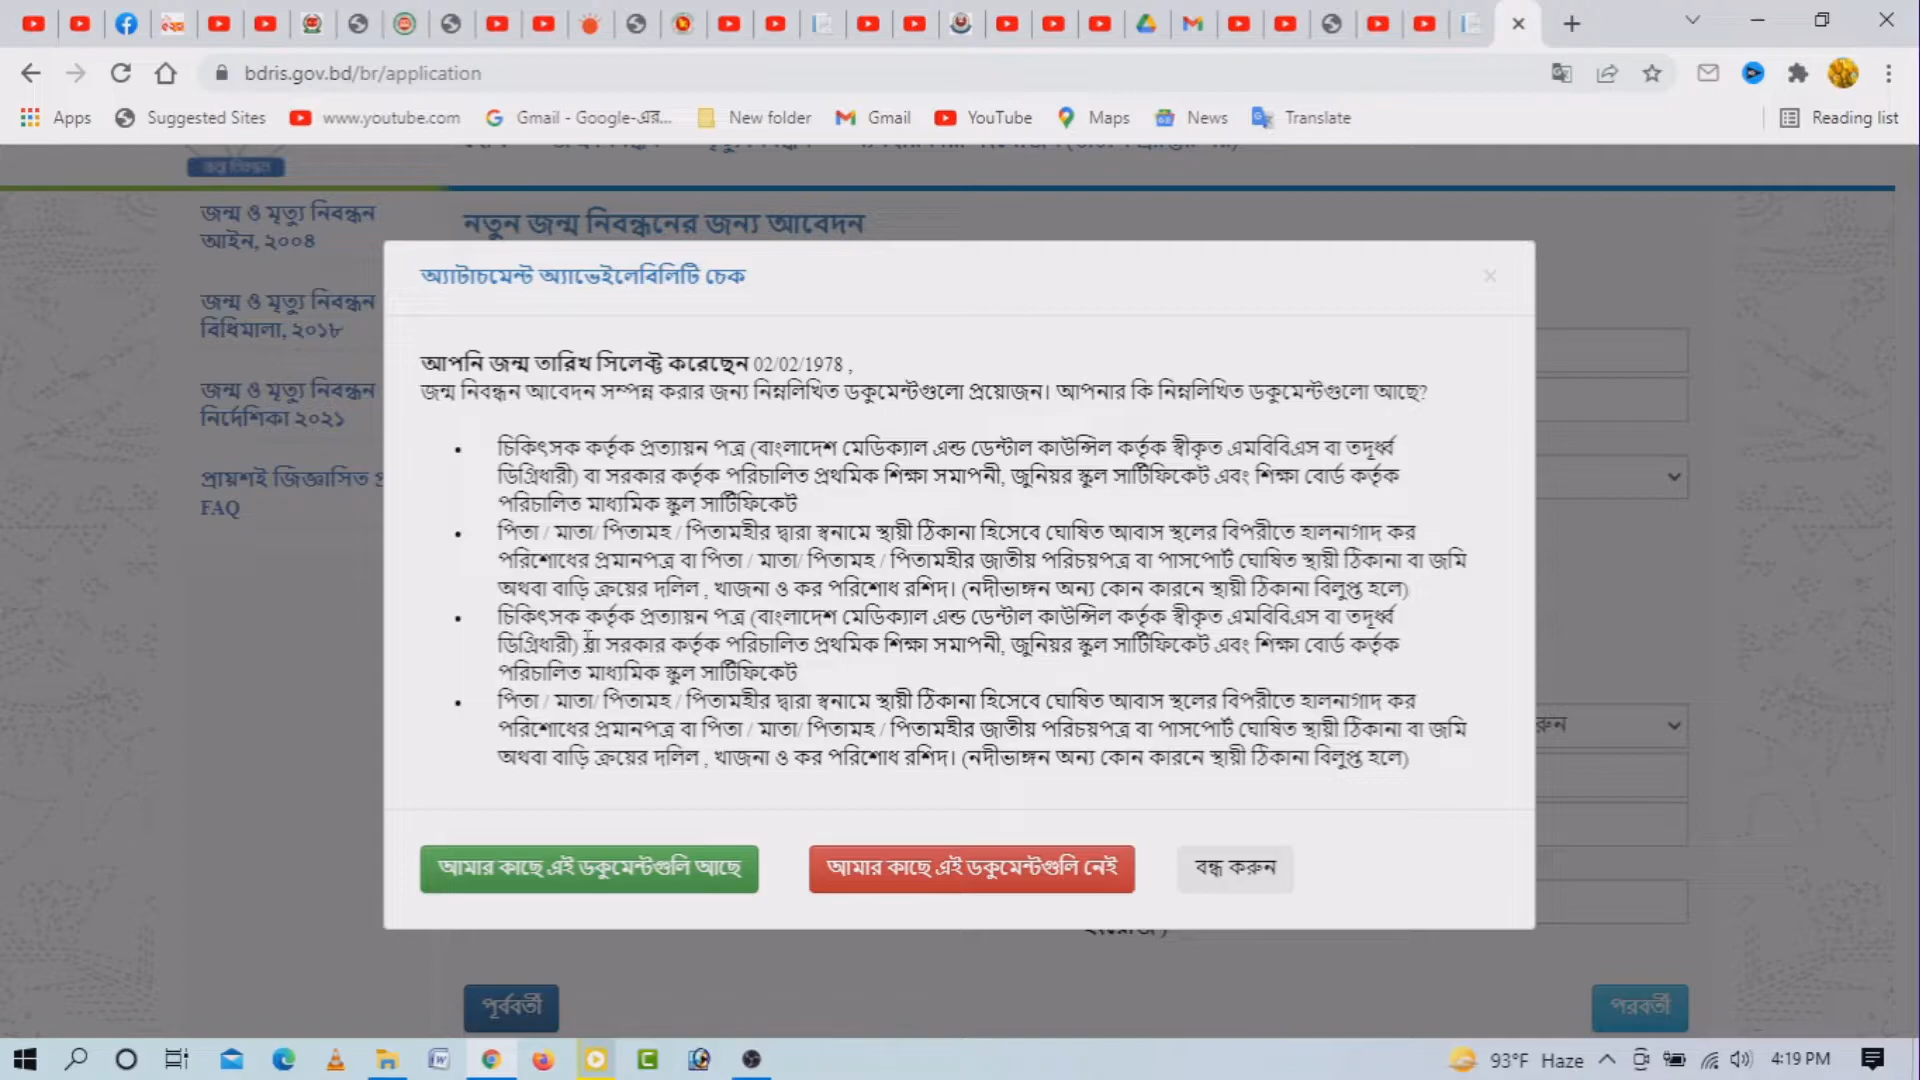 bdris.gov.bd/br/application
Apps Suggested Sites www.youtube.com Gmail - Google-এর... New folder Gmail YouTube Maps News Translate Reading list
জন্ম ও মৃত্যু নিবন্ধন
আইন, ২০০৪
নতুন জন্ম নিবন্ধনের জন্য আবেদন
জন্ম ও মৃত্যু নিবন্ধন
বিধিমালা, ২০১৮
জন্ম ও মৃত্যু নিবন্ধন
নির্দেশিকা ২০২১
প্রায়শই জিজ্ঞাসিত
FAQ
অ্যাটাচমেন্ট অ্যাভেইলেবিলিটি চেক ×
আপনি জন্ম তারিখ সিলেক্ট করেছেন 02/02/1978 ,
জন্ম নিবন্ধন আবেদন সম্পন্ন করার জন্য নিম্নলিখিত ডকুমেন্টগুলো প্রয়োজন। আপনার কি নিম্নলিখিত ডকুমেন্টগুলো আছে?
• চিকিৎসক কর্তৃক প্রত্যায়ন পত্র (বাংলাদেশ মেডিক্যাল এন্ড ডেন্টাল কাউন্সিল কর্তৃক স্বীকৃত এমবিবিএস বা তদূর্ধ্ব
ডিগ্রিধারী) বা সরকার কর্তৃক পরিচালিত প্রথমিক শিক্ষা সমাপনী, জুনিয়র স্কুল সার্টিফিকেট এবং শিক্ষা বোর্ড কর্তৃক
পরিচালিত মাধ্যমিক স্কুল সার্টিফিকেট
• পিতা / মাতা/ পিতামহ / পিতামহীর দ্বারা স্বনামে স্থায়ী ঠিকানা হিসেবে ঘোষিত আবাস স্থলের বিপরীতে হালনাগাদ কর
পরিশোধের প্রমানপত্র বা পিতা / মাতা/ পিতামহ / পিতামহীর জাতীয় পরিচয়পত্র বা পাসপোর্ট ঘোষিত স্থায়ী ঠিকানা বা জমি
অথবা বাড়ি ক্রয়ের দলিল , খাজনা ও কর পরিশোধ রশিদ। (নদীভাঙ্গন অন্য কোন কারনে স্থায়ী ঠিকানা বিলুপ্ত হলে)
• চিকিৎসক কর্তৃক প্রত্যায়ন পত্র (বাংলাদেশ মেডিক্যাল এন্ড ডেন্টাল কাউন্সিল কর্তৃক স্বীকৃত এমবিবিএস বা তদূর্ধ্ব
ডিগ্রিধারী) বা সরকার কর্তৃক পরিচালিত প্রথমিক শিক্ষা সমাপনী, জুনিয়র স্কুল সার্টিফিকেট এবং শিক্ষা বোর্ড কর্তৃক
পরিচালিত মাধ্যমিক স্কুল সার্টিফিকেট
• পিতা / মাতা/ পিতামহ / পিতামহীর দ্বারা স্বনামে স্থায়ী ঠিকানা হিসেবে ঘোষিত আবাস স্থলের বিপরীতে হালনাগাদ কর
পরিশোধের প্রমানপত্র বা পিতা / মাতা/ পিতামহ / পিতামহীর জাতীয় পরিচয়পত্র বা পাসপোর্ট ঘোষিত স্থায়ী ঠিকানা বা জমি
অথবা বাড়ি ক্রয়ের দলিল , খাজনা ও কর পরিশোধ রশিদ। (নদীভাঙ্গন অন্য কোন কারনে স্থায়ী ঠিকানা বিলুপ্ত হলে)
আমার কাছে এই ডকুমেন্টগুলি আছে আমার কাছে এই ডকুমেন্টগুলি নেই বন্ধ করুন
পূর্ববর্তী পরবর্তী
93°F Haze 4:19 PM